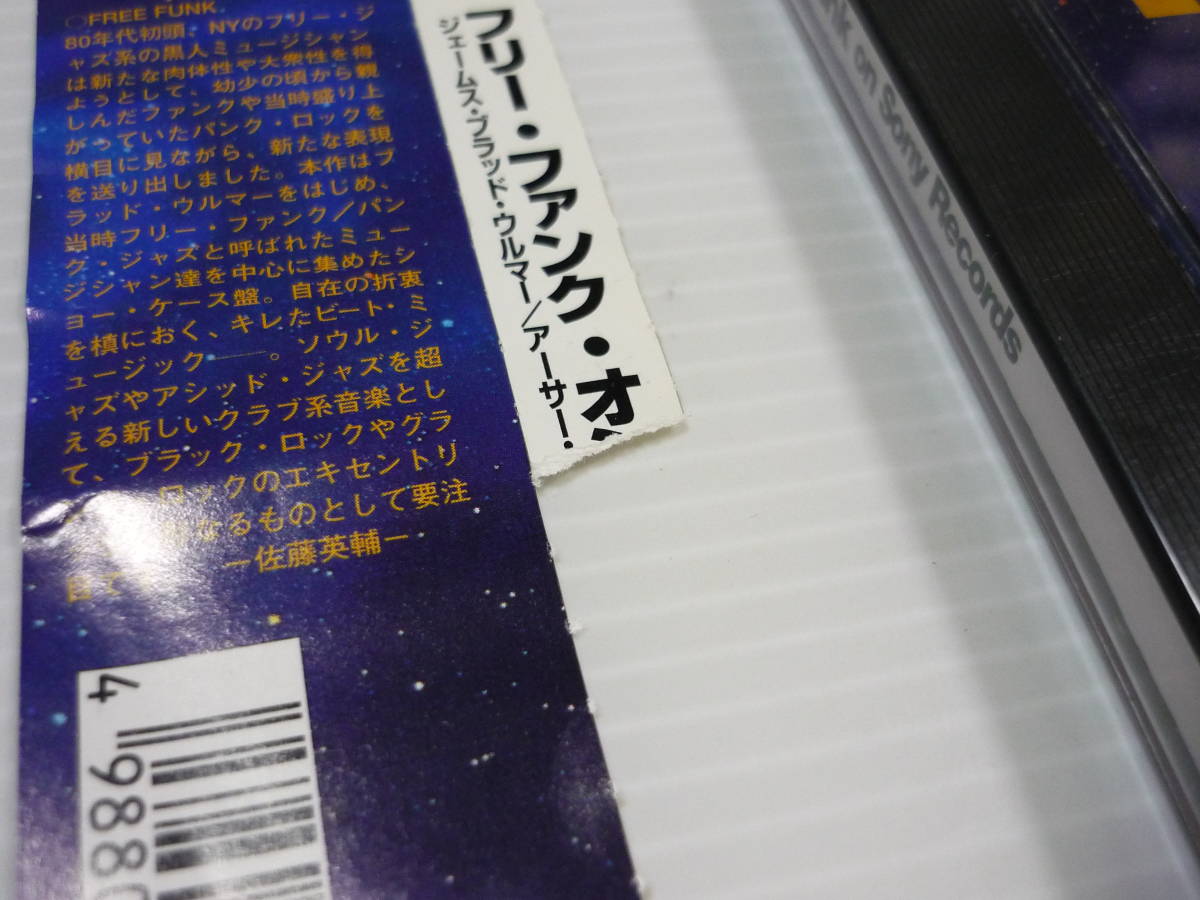 ○FREE FUNK
80年代初頭、NYのフリー・ジ
ャズ系の黒人ミュージシャン
は新たな肉体性や大衆性を得
ようとして、幼少の頃から親
しんだファンクや当時盛り上
がっていたパンク・ロックを
横目に見ながら、新たな表現
を送り出しました。本作はブ
ラッド・ウルマーをはじめ、
当時フリー・ファンク/パン
ク・ジャズと呼ばれたミュー
ジシャン達を中心に集めたシ
ョー・ケース盤。自在の折衷
を槙におく、キレたビート・ミ
ュージック――。ソウル・ジ
ャズやアシッド・ジャズを超
える新しいクラブ系音楽とし
て、ブラック・ロックやグラ
ロックのエキセントリ
なるものとして要注
目で
―佐藤英輔―
4 9880
フリー・ファンク・オ
ジェームス・ブラッド・ウルマー/アーサー・
nk on Sony Records